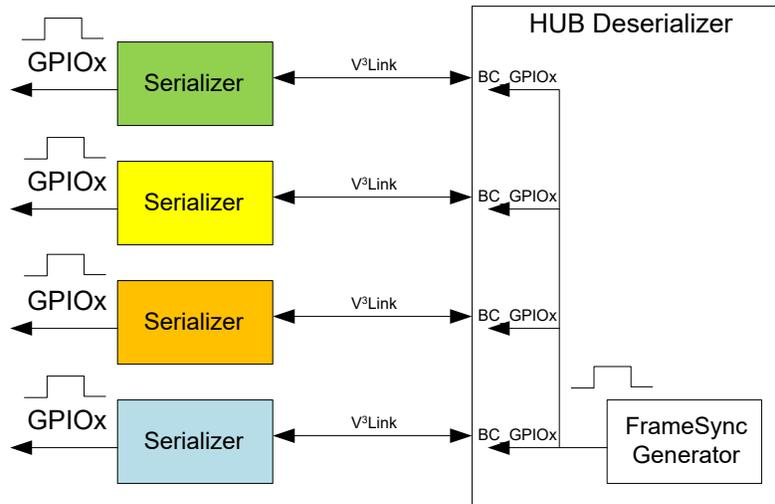 HUB Deserializer
GPIOx
Serializer
V³Link
BC_GPIOx
GPIOx
Serializer
V³Link
BC_GPIOx
GPIOx
Serializer
V³Link
BC_GPIOx
GPIOx
Serializer
V³Link
BC_GPIOx
FrameSync
Generator